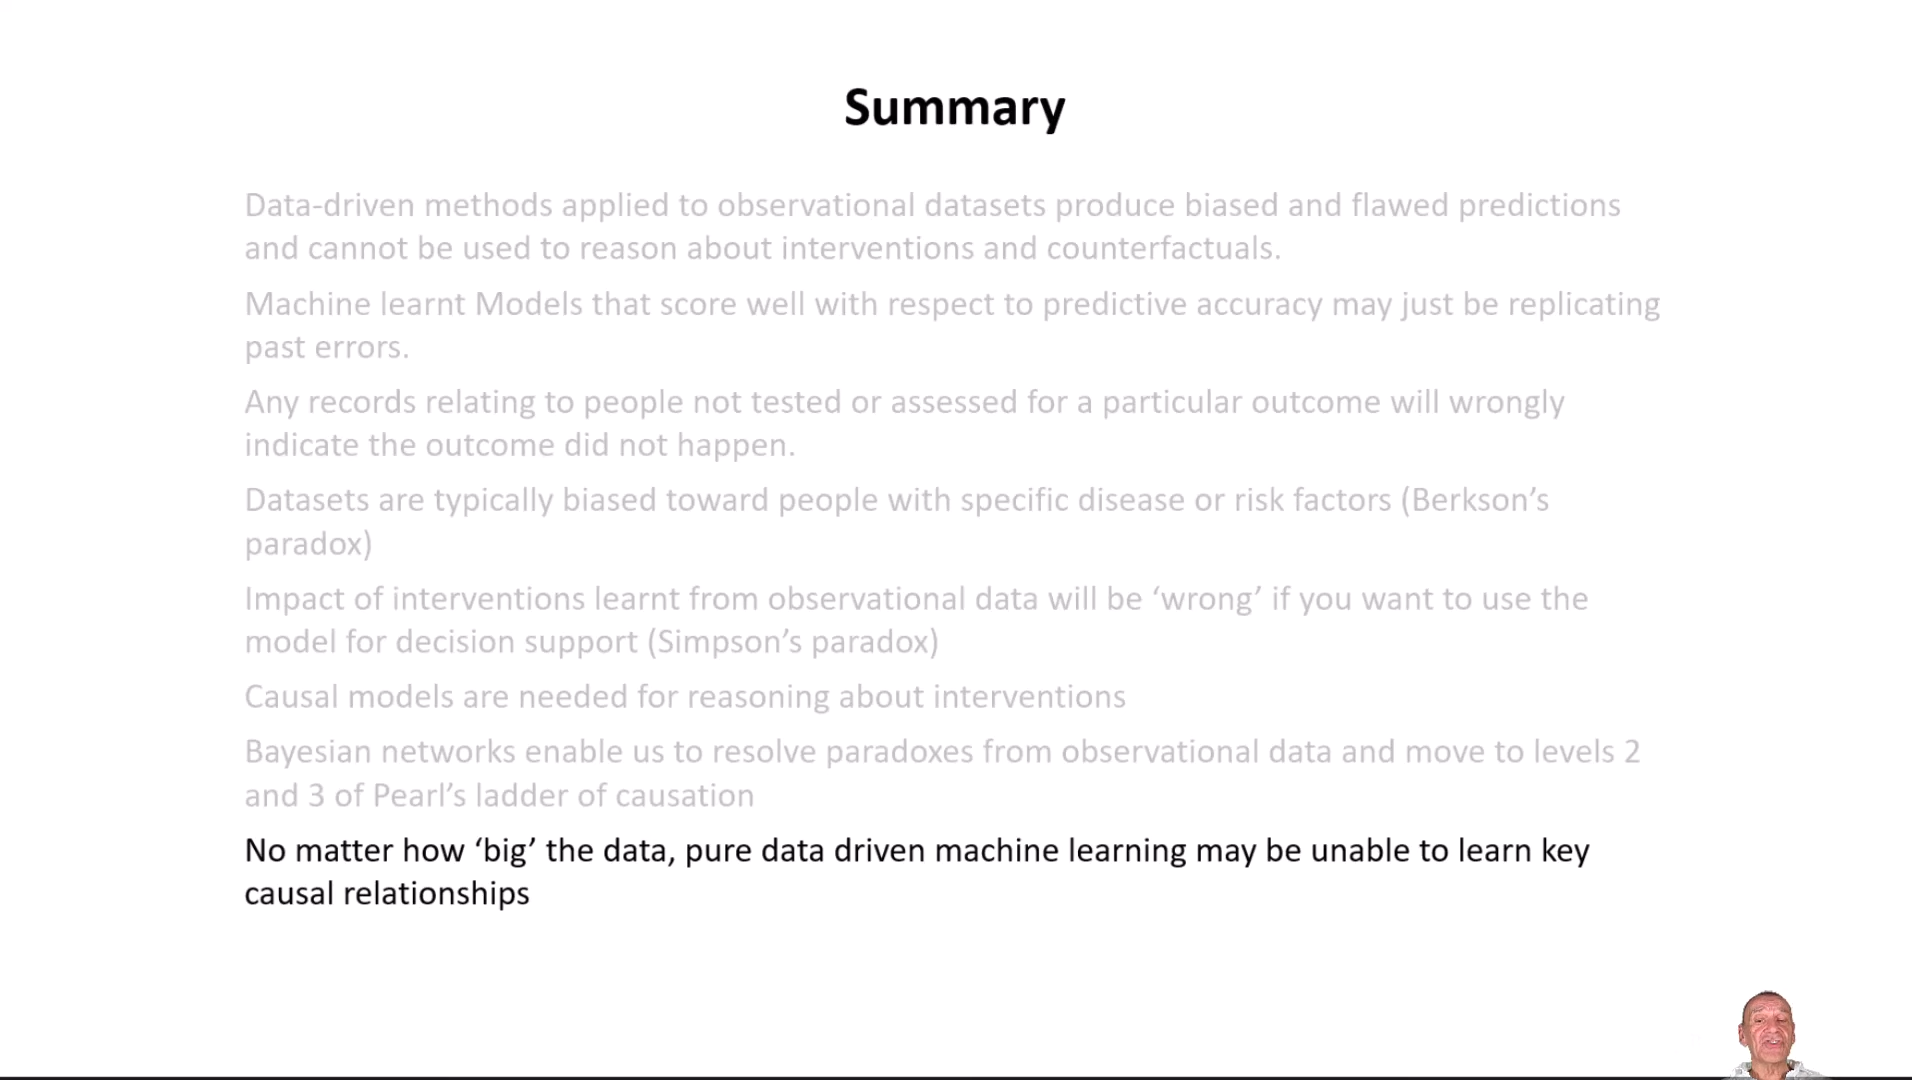 Summary
Data-driven methods applied to observational datasets produce biased and flawed predictions
and cannot be used to reason about interventions and counterfactuals.
Machine learnt Models that score well with respect to predictive accuracy may just be replicating
past errors.
Any records relating to people not tested or assessed for a particular outcome will wrongly
indicate the outcome did not happen.
Datasets are typically biased toward people with specific disease or risk factors (Berkson’s
paradox)
Impact of interventions learnt from observational data will be ‘wrong’ if you want to use the
model for decision support (Simpson’s paradox)
Causal models are needed for reasoning about interventions
Bayesian networks enable us to resolve paradoxes from observational data and move to levels 2
and 3 of Pearl’s ladder of causation
No matter how ‘big’ the data, pure data driven machine learning may be unable to learn key
causal relationships